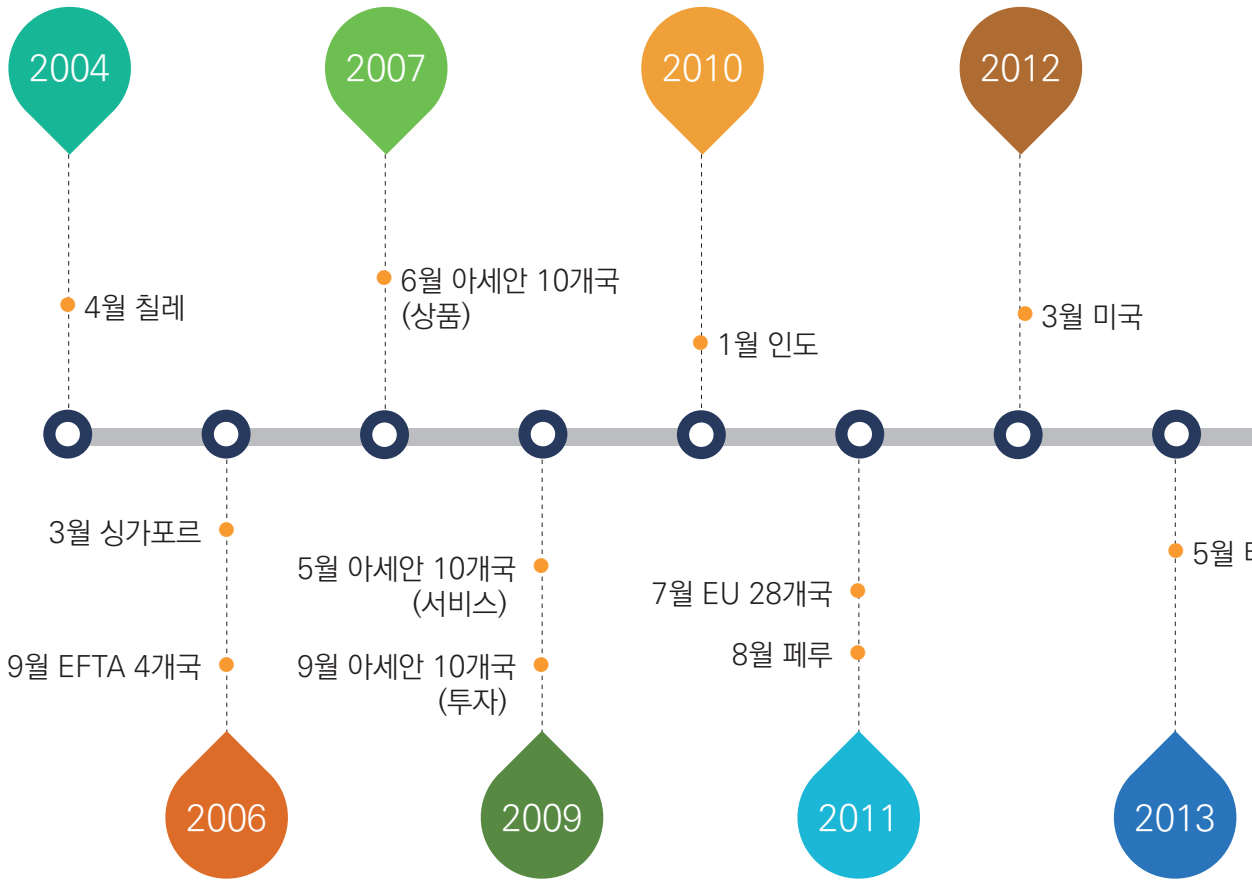 2004
2007
2010
2012
4월 칠레
6월 아세안 10개국
(상품)
1월 인도
3월 미국
3월 싱가포르
9월 EFTA 4개국
5월 아세안 10개국
(서비스)
9월 아세안 10개국
(투자)
7월 EU 28개국
8월 페루
5월
2006
2009
2011
2013